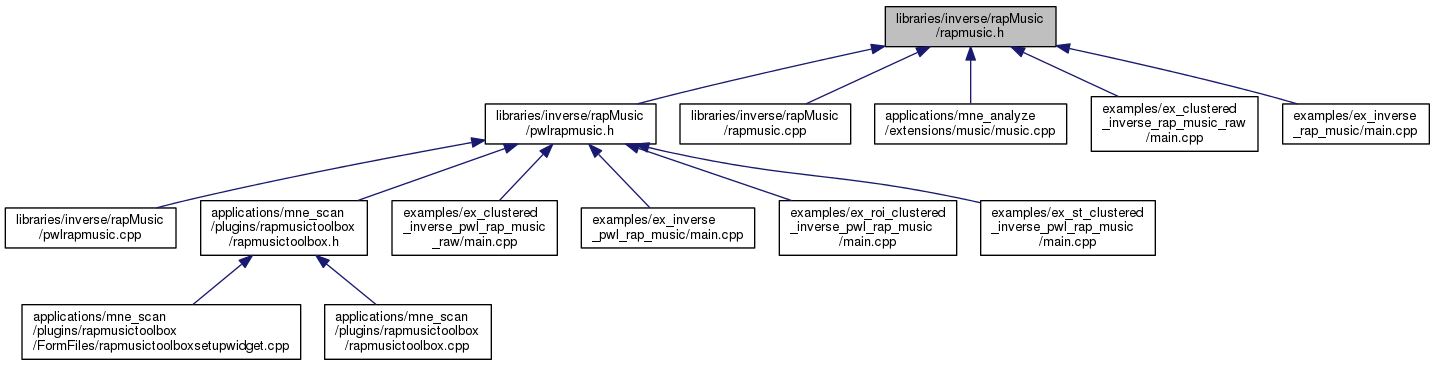 libraries/inverse/rapMusic
/rapmusic.h
libraries/inverse/rapMusic
/pwlrapmusic.h
libraries/inverse/rapMusic
/rapmusic.cpp
applications/mne_analyze
/extensions/music/music.cpp
examples/ex_clustered
_inverse_rap_music_raw
/main.cpp
examples/ex_inverse
_rap_music/main.cpp
libraries/inverse/rapMusic
/pwlrapmusic.cpp
applications/mne_scan
/plugins/rapmusictoolbox
/rapmusictoolbox.h
examples/ex_clustered
_inverse_pwl_rap_music
_raw/main.cpp
examples/ex_inverse
_pwl_rap_music/main.cpp
examples/ex_roi_clustered
_inverse_pwl_rap_music
/main.cpp
examples/ex_st_clustered
_inverse_pwl_rap_music
/main.cpp
applications/mne_scan
/plugins/rapmusictoolbox
/FormFiles/rapmusictoolboxsetupwidget.cpp
applications/mne_scan
/plugins/rapmusictoolbox
/rapmusictoolbox.cpp